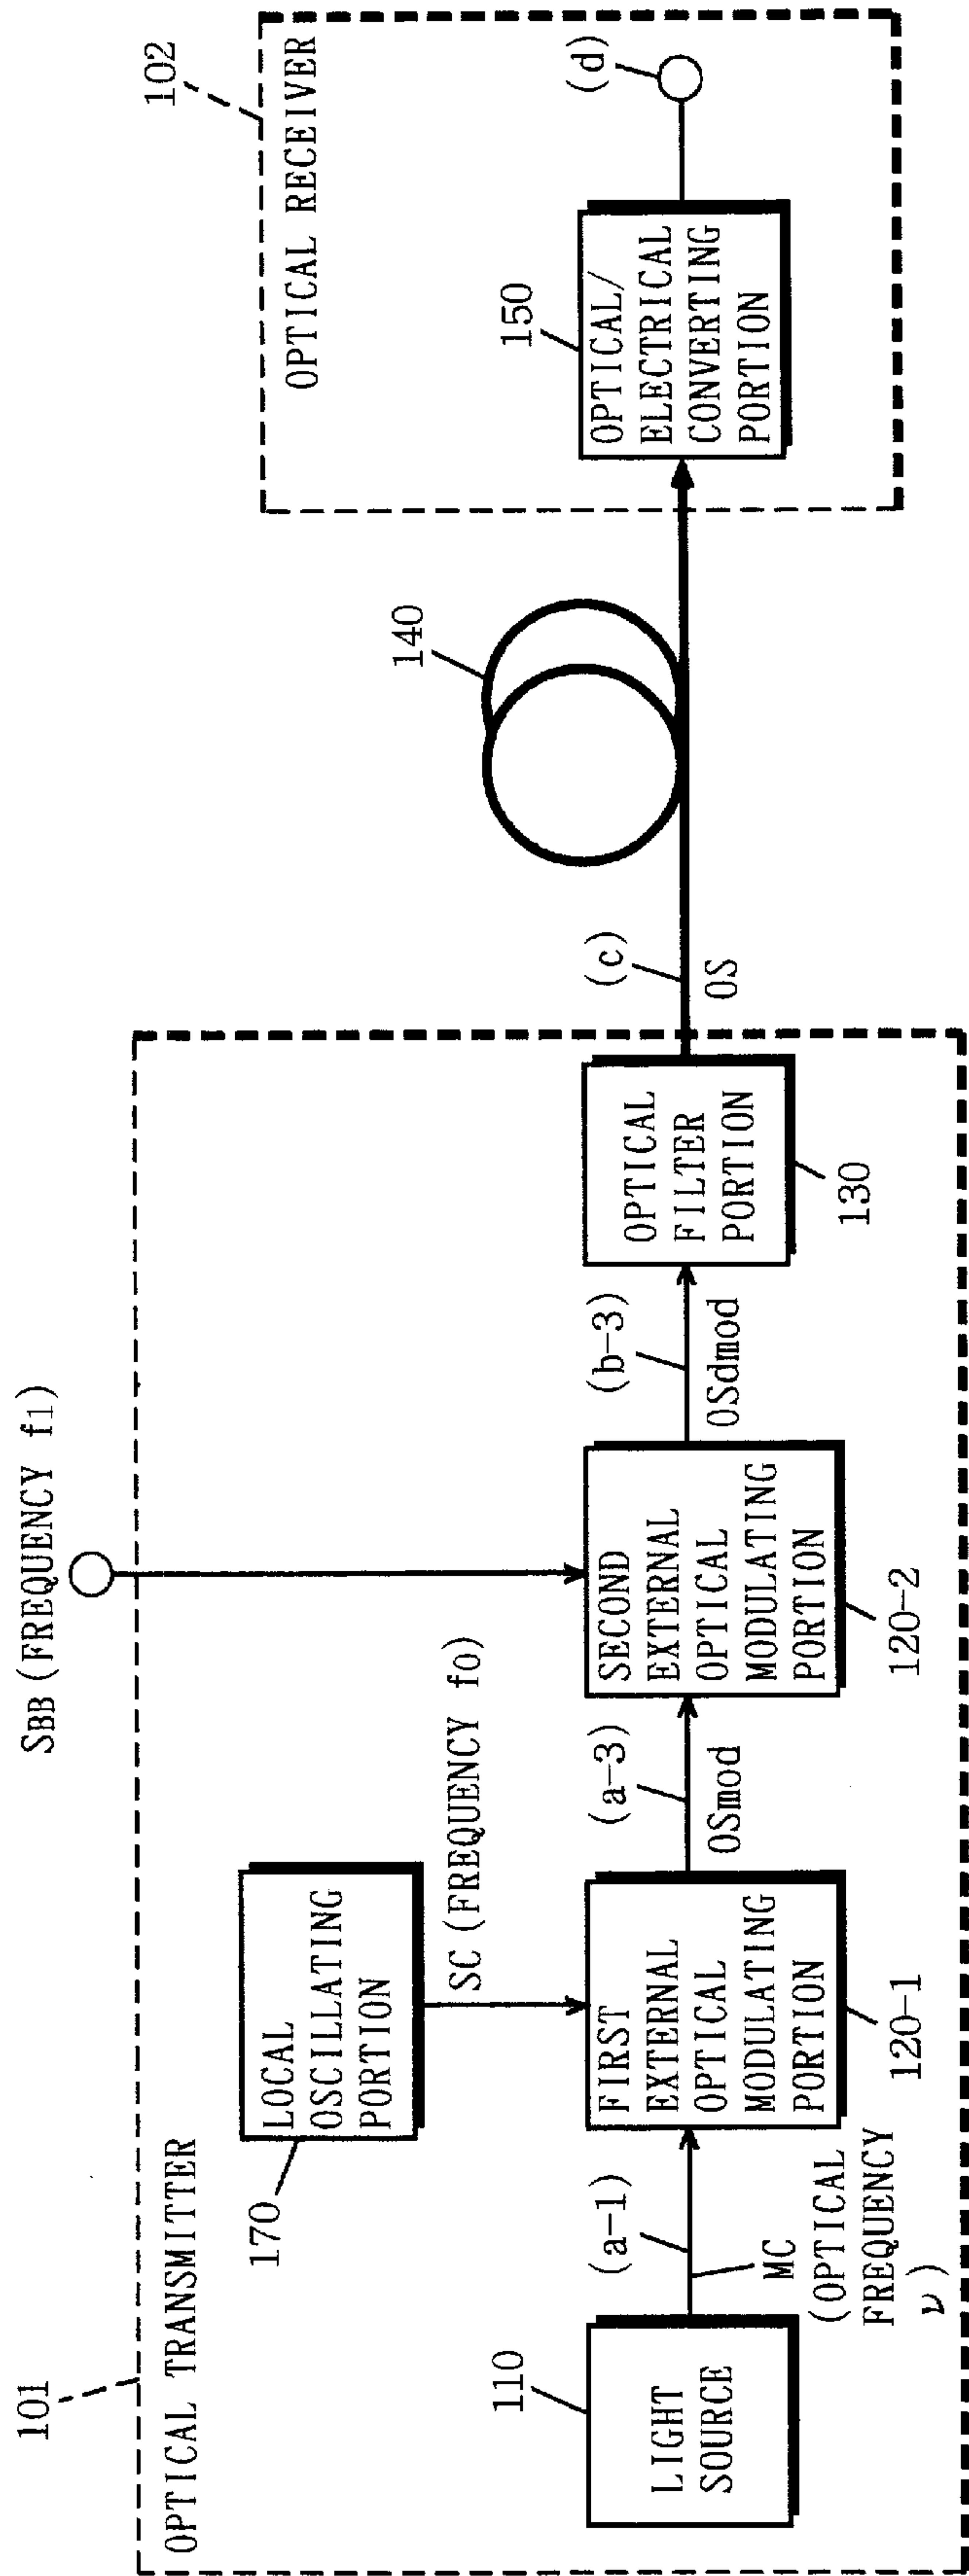 SBB (FREQUENCY f1)
101
OPTICAL TRANSMITTER
170
LOCAL
OSCILLATING
PORTION
SC (FREQUENCY f0)
110
LIGHT
SOURCE
(a-1)
MC
(OPTICAL
FREQUENCY
ν)
FIRST
EXTERNAL
OPTICAL
MODULATING
PORTION
120-1
(a-3)
OSmod
SECOND
EXTERNAL
OPTICAL
MODULATING
PORTION
120-2
(b-3)
OSdmod
OPTICAL
FILTER
PORTION
130
(c)
OS
140
102
OPTICAL RECEIVER
150
OPTICAL/
ELECTRICAL
CONVERTING
PORTION
(d)